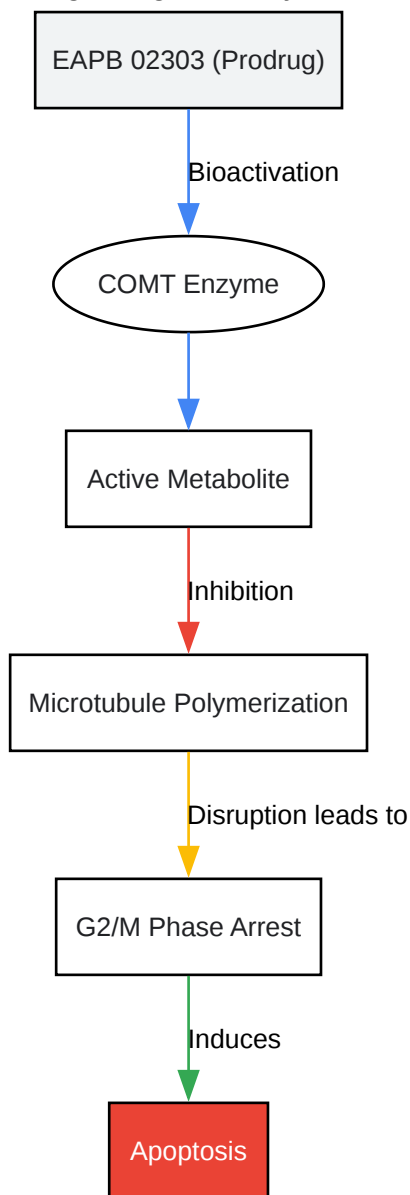 EAPB 02303 (Prodrug)
Bioactivation
COMT Enzyme
Active Metabolite
Inhibition
Microtubule Polymerization
Disruption leads to
G2/M Phase Arrest
Induces
Apoptosis